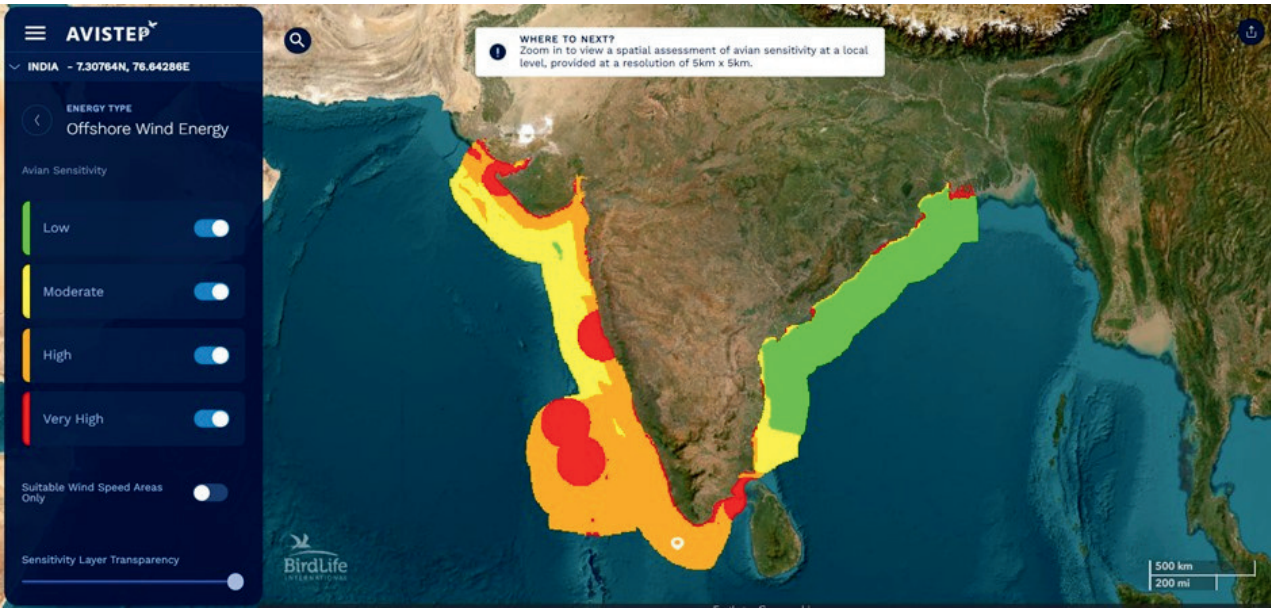 AVISTEP
INDIA – 7.30764N, 76.64286E
ENERGY TYPE
Offshore Wind Energy
Avian Sensitivity
Low
Moderate
High
Very High
Suitable Wind Speed Areas
Only
Sensitivity Layer Transparency
WHERE TO NEXT?
Zoom in to view a spatial assessment of avian sensitivity at a local
level, provided at a resolution of 5km x 5km.
BirdLife
INTERNATIONAL
500 km
200 mi